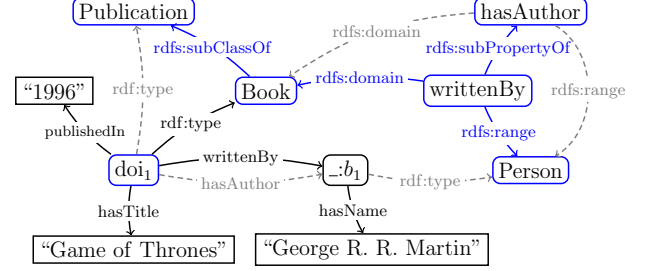 Publication
hasAuthor
rdfs:domain
rdfs:subClassOf
rdfs:subPropertyOf
rdfs:domain
“1996”
rdf:type
Book
writtenBy
rdfs:range
publishedIn
rdf:type
rdfs:range
writtenBy
doi1
_:b1
Person
hasAuthor
rdf:type
hasTitle
hasName
“Game of Thrones”
“George R. R. Martin”